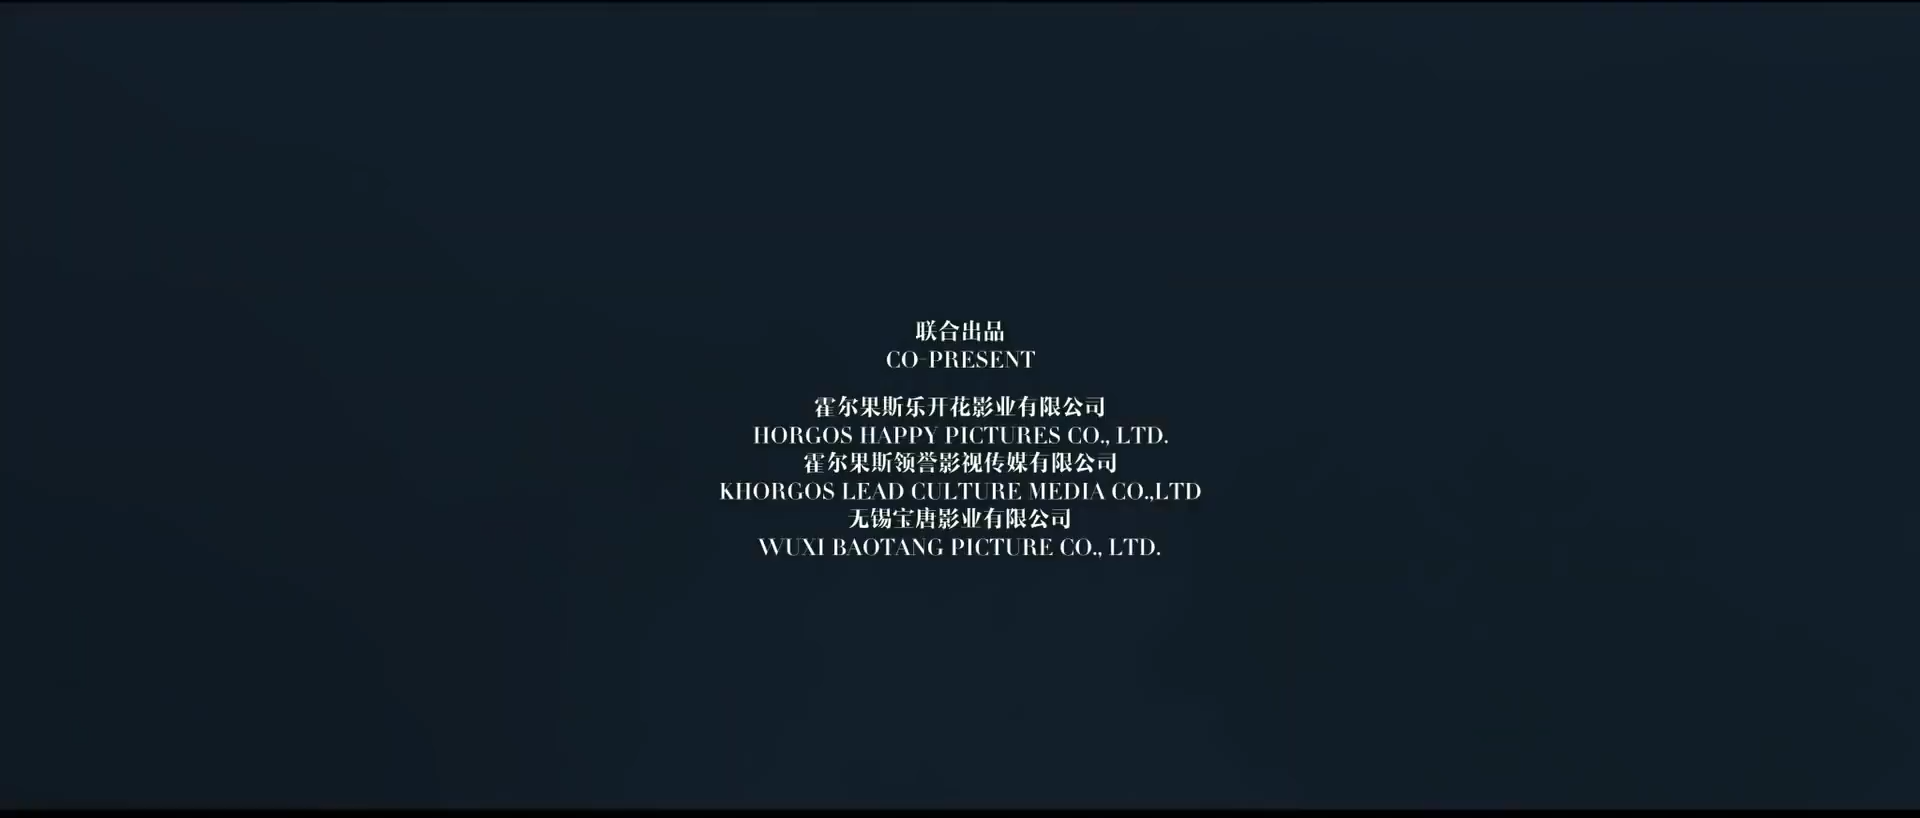 联合出品
CO-PRESENT
霍尔果斯乐开花影业有限公司
HORGOS HAPPY PICTURES CO., LTD.
霍尔果斯领誉影视传媒有限公司
KHORGOS LEAD CULTURE MEDIA CO.,LTD
无锡宝唐影业有限公司
WUXI BAOTANG PICTURE CO., LTD.